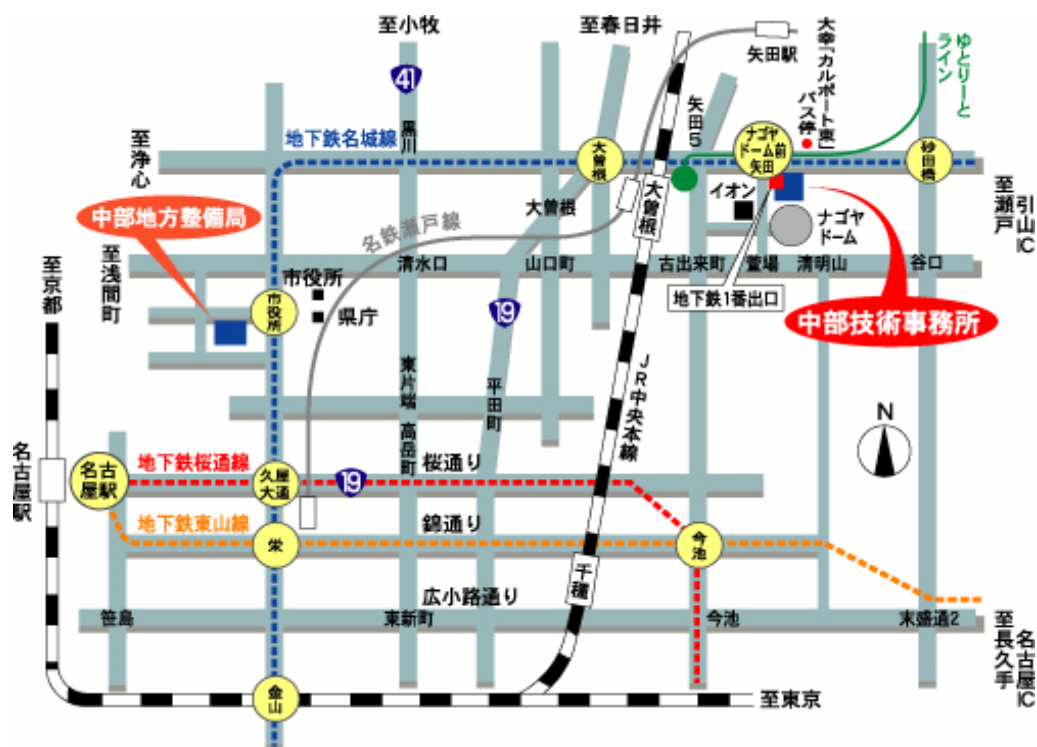 至小牧
至春日井
大幸「カルポート東」
バス停
ゆとりーと
ライン
矢田駅
41
黒川
矢田5
至浄心
地下鉄名城線
大曽根
ナゴヤ
ドーム前
矢田
砂田橋
中部地方整備局
大曽根
大曽根
イオン
ナゴヤ
ドーム
至瀬戸
引山IC
名鉄瀬戸線
至京都
至浅間町
市役所
清水口
山口町
古出来町
萱場
清明山
谷口
市役所
県庁
19
地下鉄1番出口
中部技術事務所
東片端
平田町
JR中央本線
高岳町
N
名古屋駅
名古
屋駅
地下鉄桜通線
久屋
大通
19
桜通り
地下鉄東山線
栄
錦通り
今池
千種
広小路通り
笹島
東新町
今池
末盛通2
至長久手
名古屋IC
金山
至東京